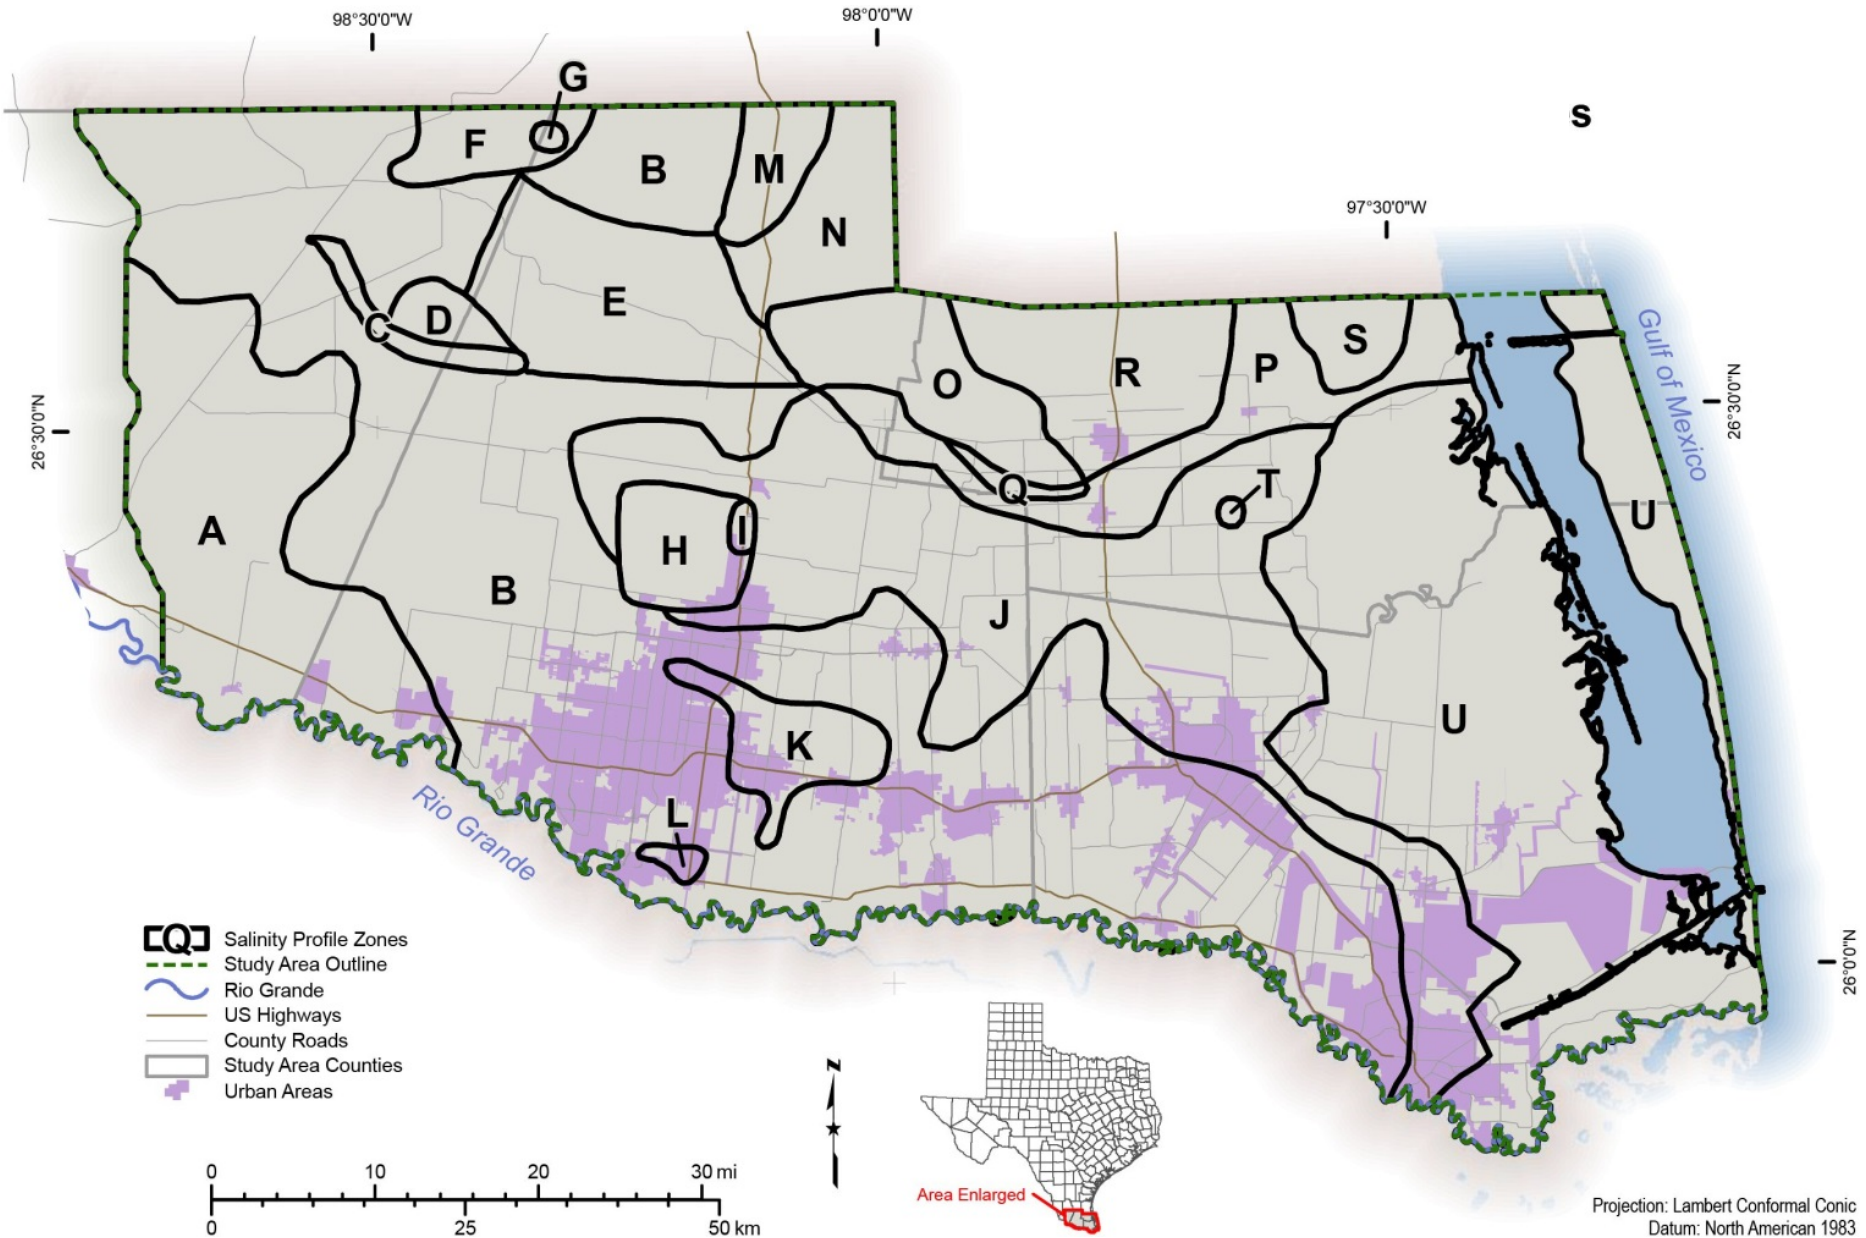 98°30'0"W
98°0'0"W
G
S
F
B
M
N
97°30'0"W
E
C
D
O
R
P
S
Gulf of Mexico
26°30'0"N
26°30'0"N
Q
T
A
H
I
B
J
U
U
K
L
Rio Grande
26°0'0"N
Q Salinity Profile Zones
Study Area Outline
Rio Grande
US Highways
County Roads
Study Area Counties
Urban Areas
N
0 10 20 30 mi
0 25 50 km
Area Enlarged
Projection: Lambert Conformal Conic
Datum: North American 1983